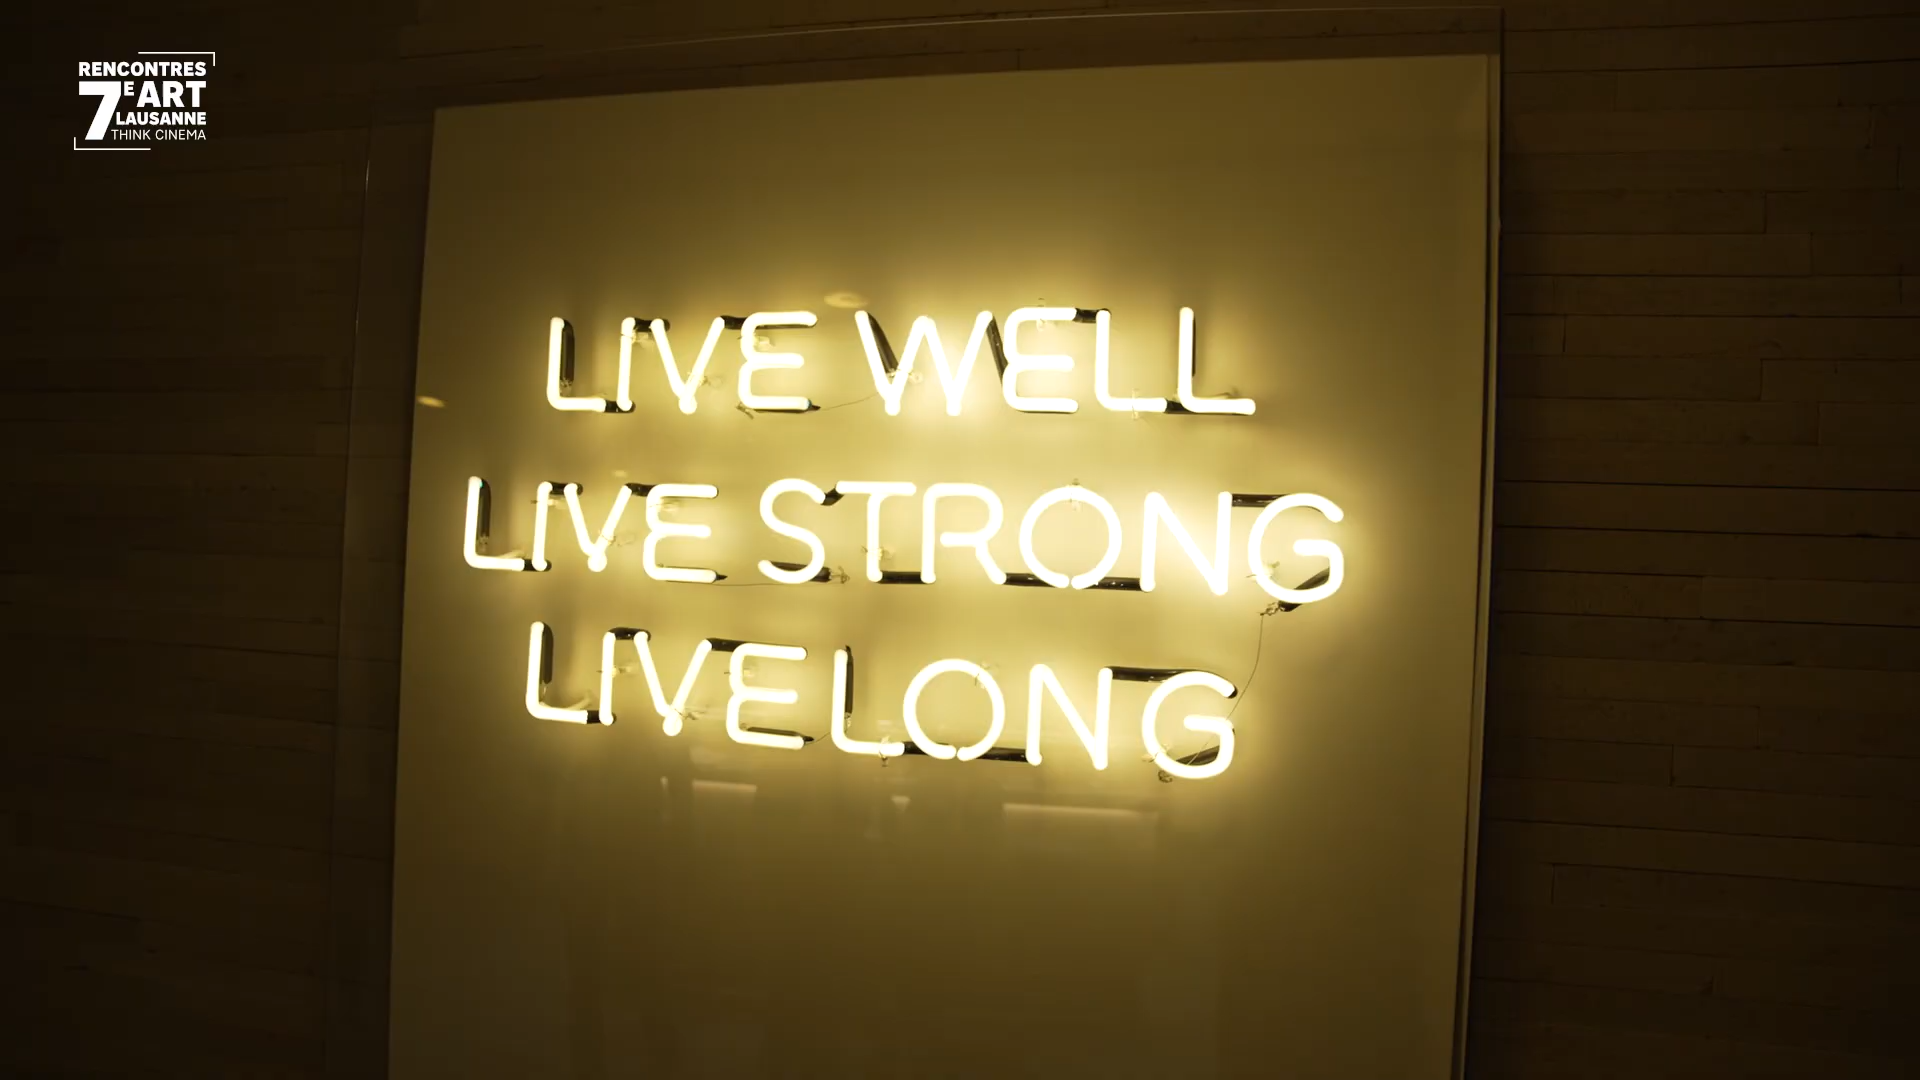 RENCONTRES
7E ART
LAUSANNE
THINK CINEMA
LIVE WELL
LIVE STRONG
LIVE LONG